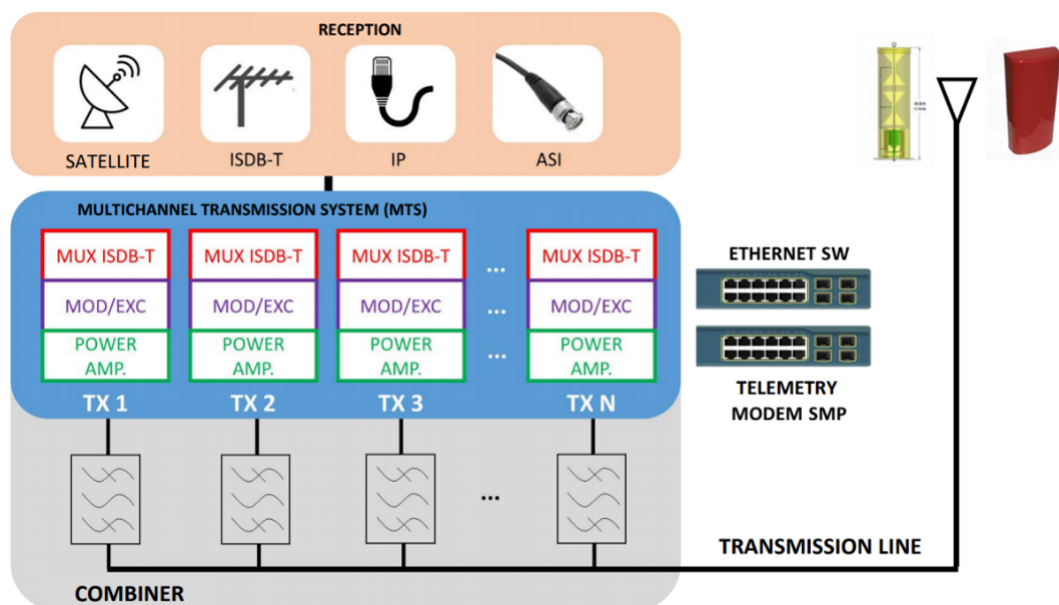 RECEPTION
SATELLITE
ISDB-T
IP
ASI
MULTICHANNEL TRANSMISSION SYSTEM (MTS)
MUX ISDB-T
MUX ISDB-T
MUX ISDB-T
...
MUX ISDB-T
MOD/EXC
MOD/EXC
MOD/EXC
...
MOD/EXC
POWER
AMP.
POWER
AMP.
POWER
AMP.
...
POWER
AMP.
TX 1
TX 2
TX 3
TX N
ETHERNET SW
TELEMETRY
MODEM SMP
...
TRANSMISSION LINE
COMBINER